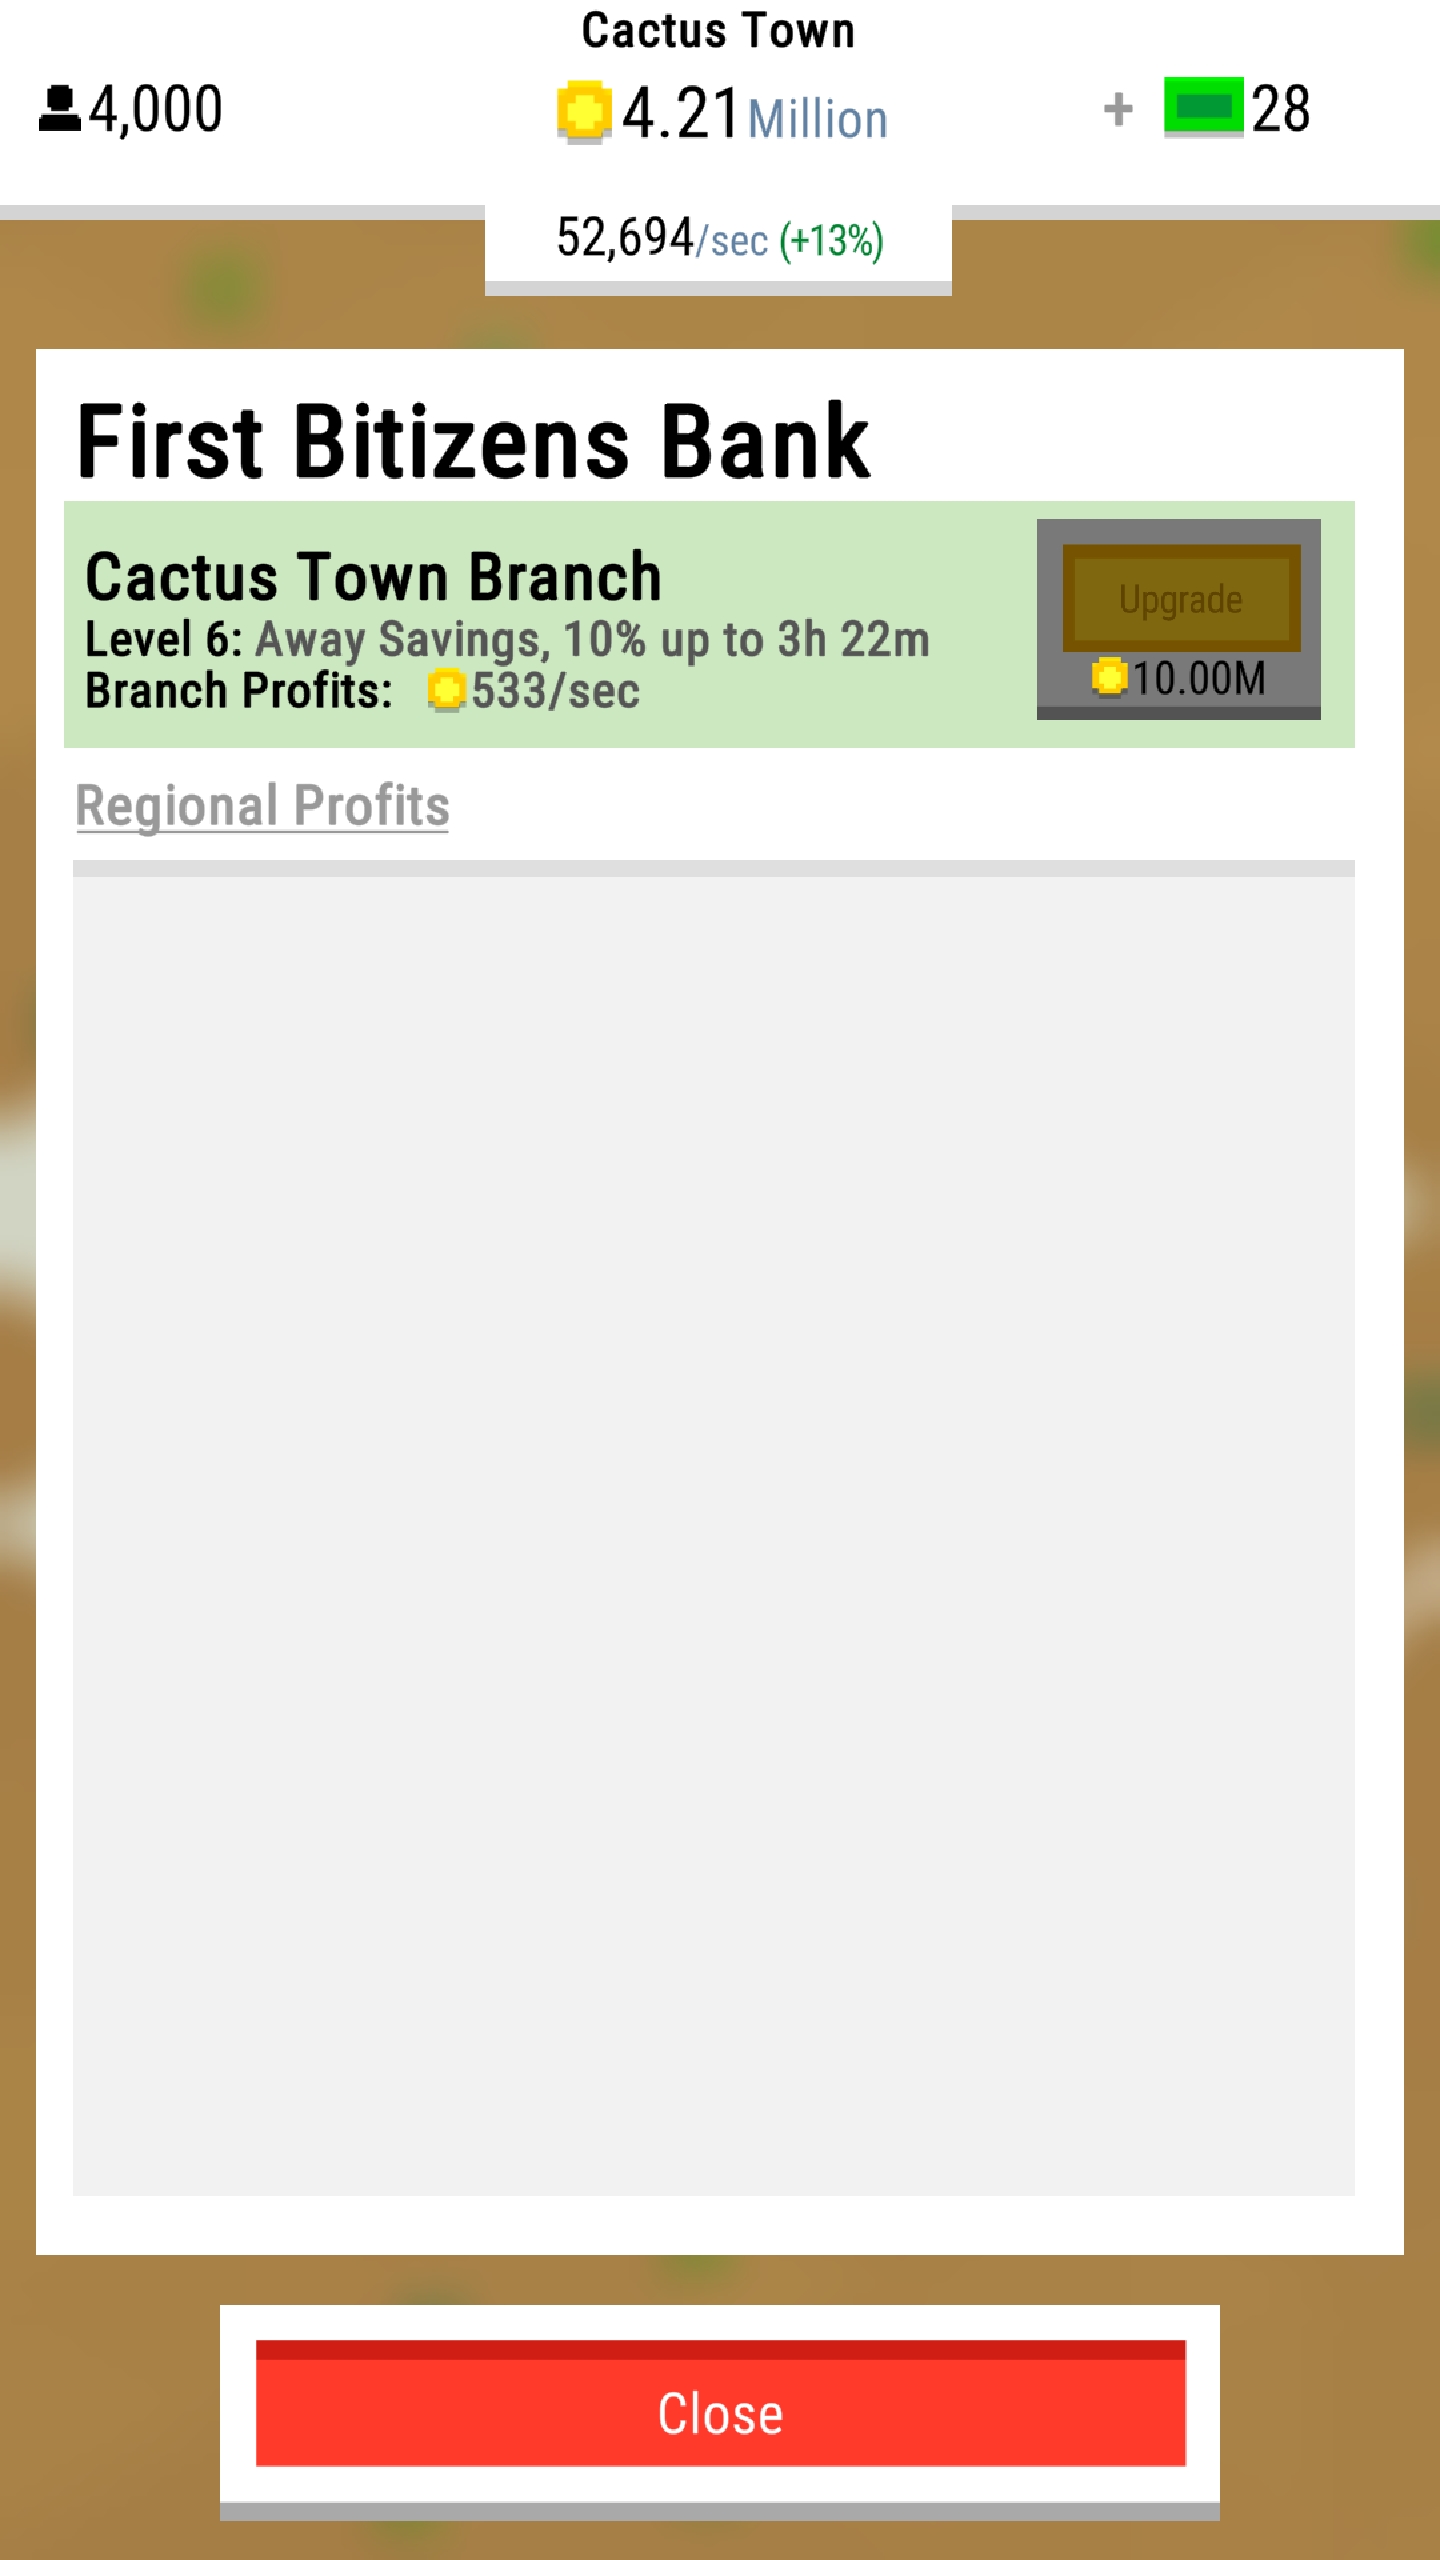 Cactus Town
4,000
4.21 Million
+ 28
52,694/sec (+13%)
First Bitizens Bank
Cactus Town Branch
Level 6: Away Savings, 10% up to 3h 22m
Branch Profits: 533/sec
Upgrade
10.00M
Regional Profits
Close